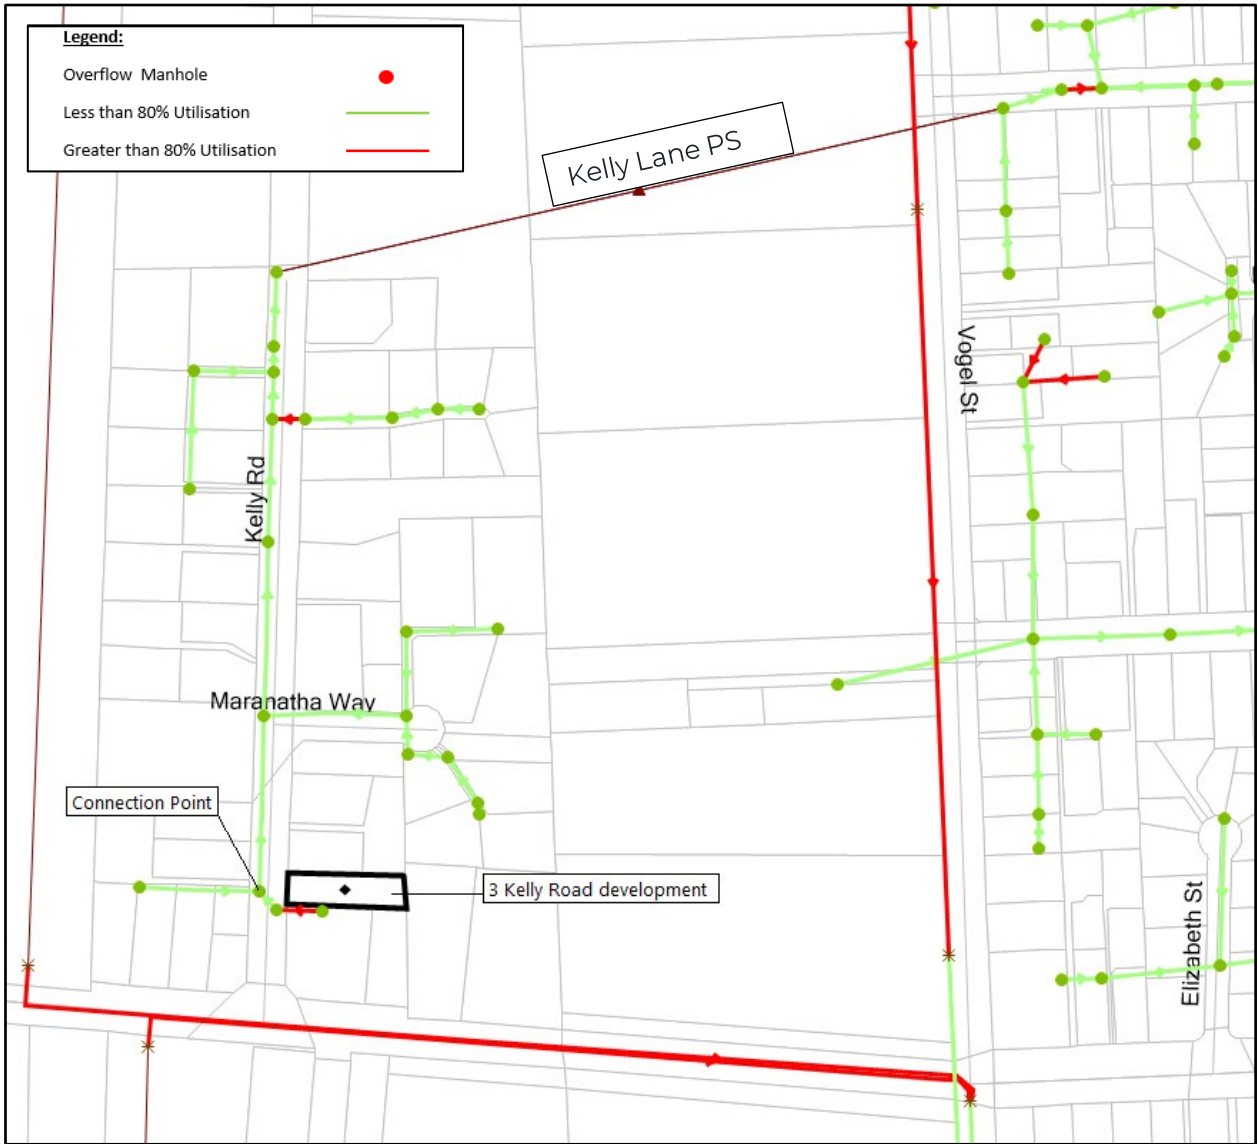 Legend:
Overflow Manhole
Less than 80% Utilisation
Greater than 80% Utilisation
Kelly Lane PS
Vogel St
Kelly Rd
Maranatha Way
Connection Point
3 Kelly Road development
Elizabeth St